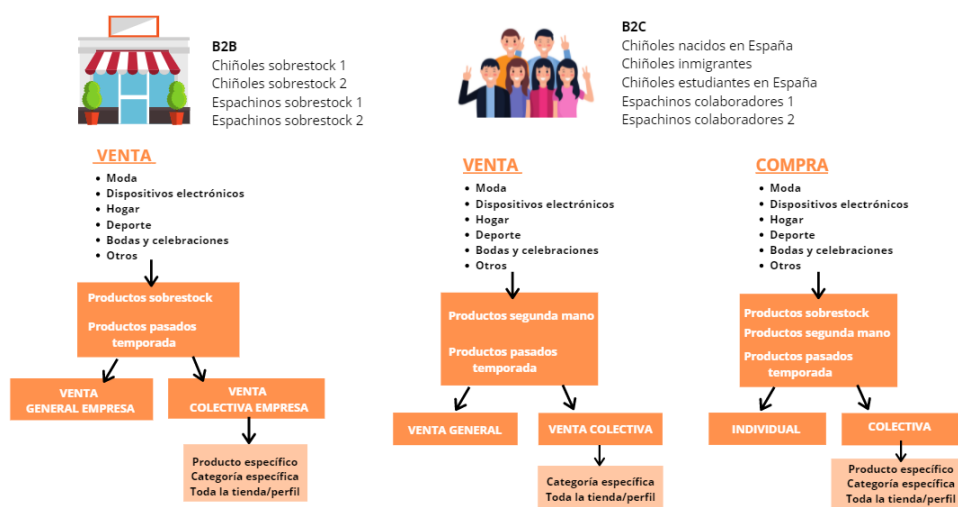 B2B
Chiñoles sobrestock 1
Chiñoles sobrestock 2
Espachinos sobrestock 1
Espachinos sobrestock 2
B2C
Chiñoles nacidos en España
Chiñoles inmigrantes
Chiñoles estudiantes en España
Espachinos colaboradores 1
Espachinos colaboradores 2
VENTA
• Moda
• Dispositivos electrónicos
• Hogar
• Deporte
• Bodas y celebraciones
• Otros
Productos sobrestock
Productos pasados
temporada
VENTA
GENERAL EMPRESA
VENTA
COLECTIVA EMPRESA
Producto específico
Categoría específica
Toda la tienda/perfil
VENTA
• Moda
• Dispositivos electrónicos
• Hogar
• Deporte
• Bodas y celebraciones
• Otros
Productos segunda mano
Productos pasados
temporada
VENTA GENERAL
VENTA COLECTIVA
Categoría específica
Toda la tienda/perfil
COMPRA
• Moda
• Dispositivos electrónicos
• Hogar
• Deporte
• Bodas y celebraciones
• Otros
Productos sobrestock
Productos segunda mano
Productos pasados
temporada
INDIVIDUAL
COLECTIVA
Producto específico
Categoría específica
Toda la tienda/perfil